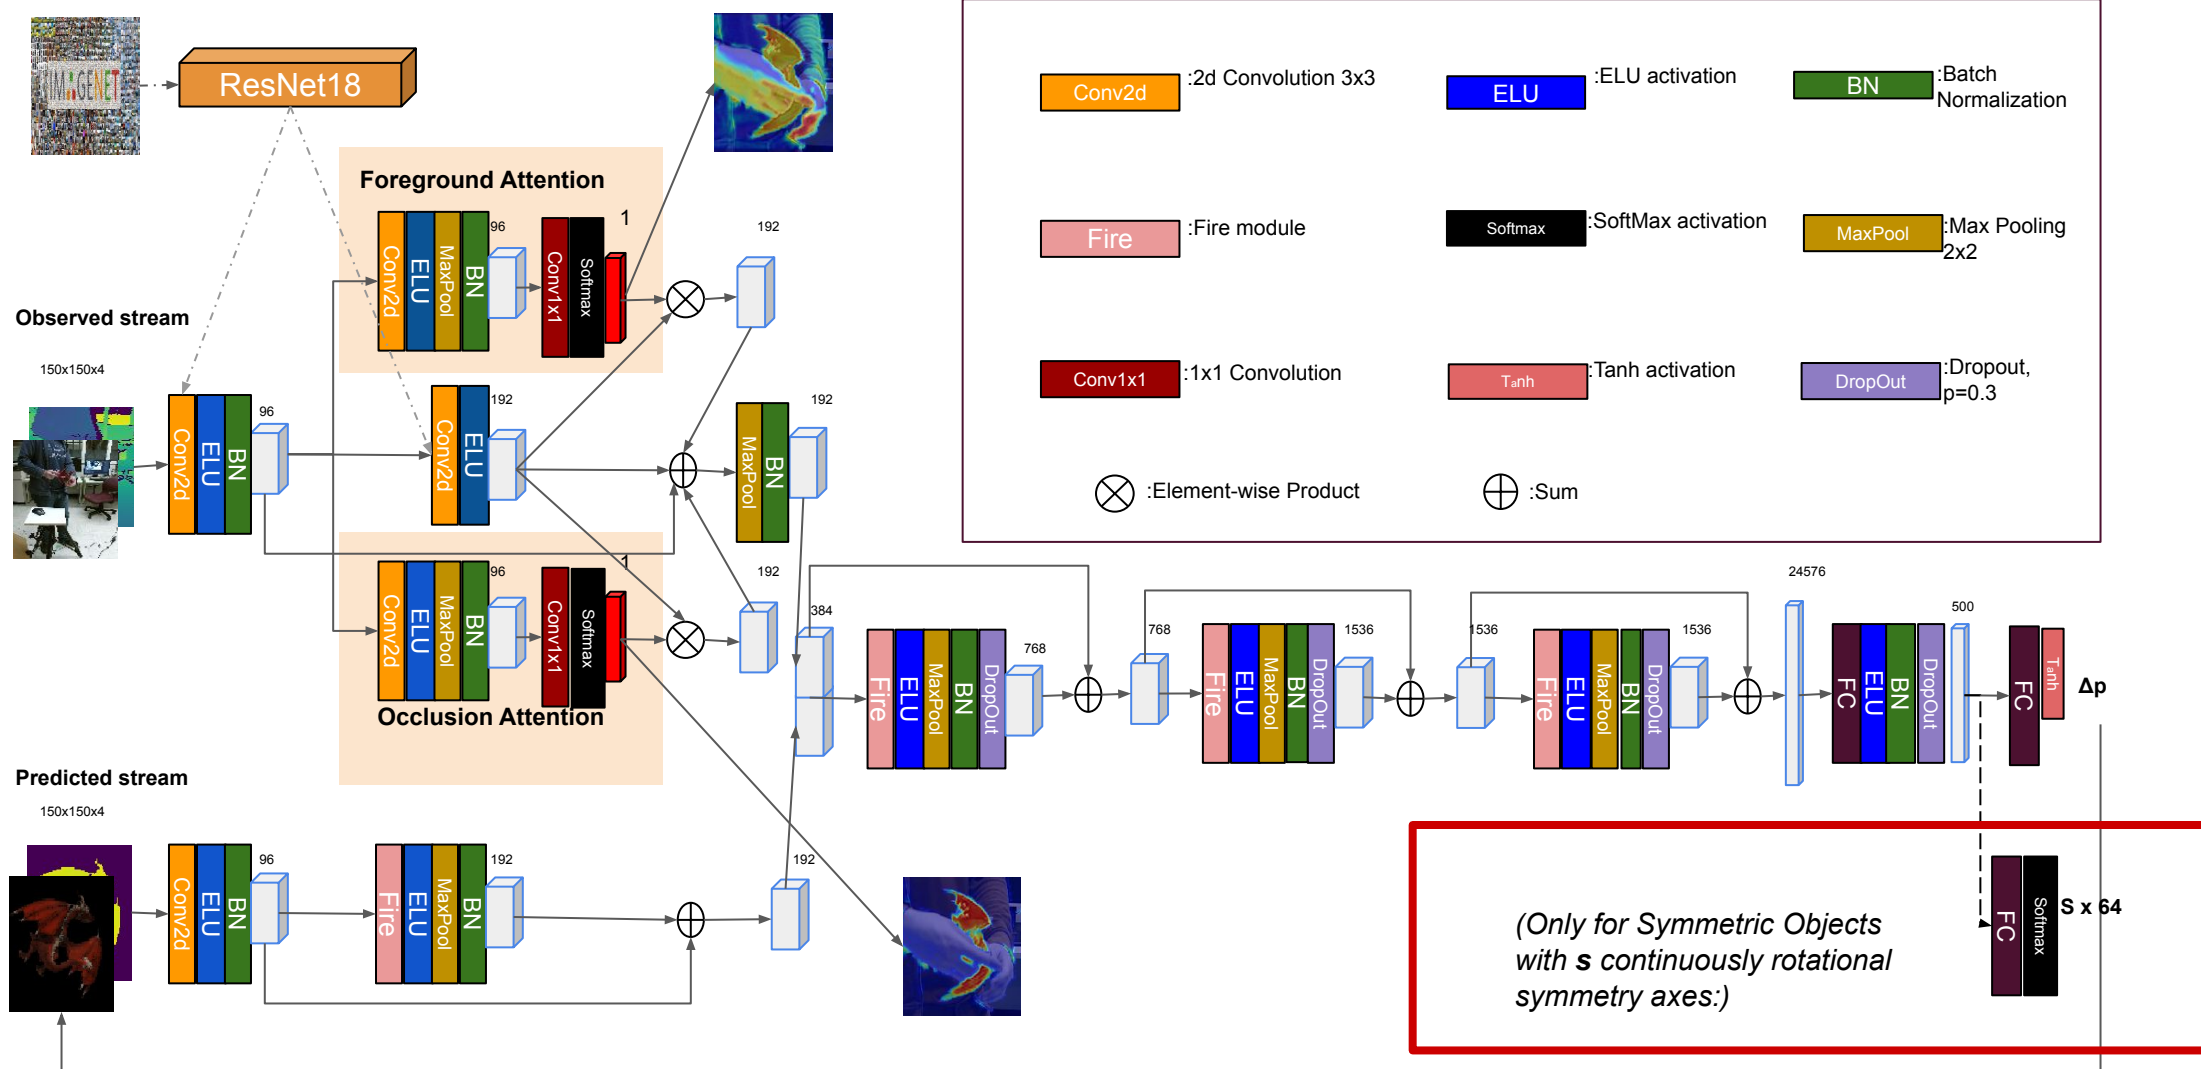 IMAGENET
ResNet18
Foreground Attention
Conv2d
ELU
MaxPool
BN
96
Conv1x1
Softmax
1
192
Observed stream
150x150x4
Conv2d
ELU
BN
96
Conv2d
ELU
192
MaxPool
BN
192
Conv2d
ELU
MaxPool
BN
96
Conv1x1
Softmax
1
192
Occlusion Attention
Predicted stream
150x150x4
Conv2d
ELU
BN
96
Fire
ELU
MaxPool
BN
192
192
384
Fire
ELU
MaxPool
BN
DropOut
768
768
Fire
ELU
MaxPool
BN
DropOut
1536
1536
Fire
ELU
MaxPool
BN
DropOut
1536
24576
FC
ELU
BN
DropOut
500
FC
Tanh
Δp
FC
Softmax
S x 64
(Only for Symmetric Objects
with s continuously rotational
symmetry axes:)
Conv2d
:2d Convolution 3x3
ELU
:ELU activation
BN
:Batch
Normalization
Fire
:Fire module
Softmax
:SoftMax activation
MaxPool
:Max Pooling
2x2
Conv1x1
:1x1 Convolution
Tanh
:Tanh activation
DropOut
:Dropout,
p=0.3
:Element-wise Product
:Sum